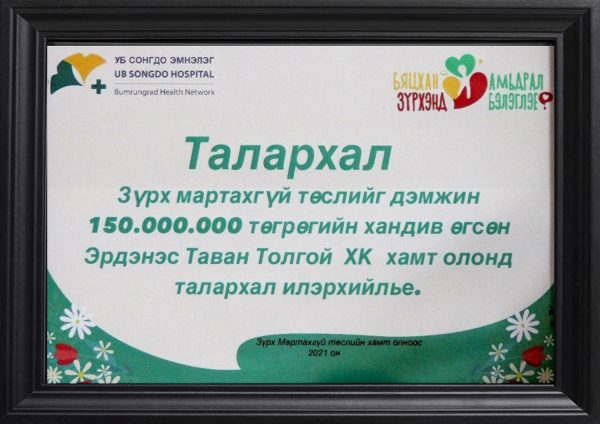 УБ СОНГДО ЭМНЭЛЭГ
UB SONGDO HOSPITAL
Bumrungrad Health Network
БЯЦХАН ЗҮРХЭНД
АМЬДРАЛ БЭЛЭГЛЭЕ
Талархал
Зүрх мартахгүй төслийг дэмжин
150.000.000 төгрөгийн хандив өгсөн
Эрдэнэс Таван Толгой ХК хамт олонд
талархал илэрхийлье.
Зүрх Мартахгүй төслийн хамт олноос
2021 он